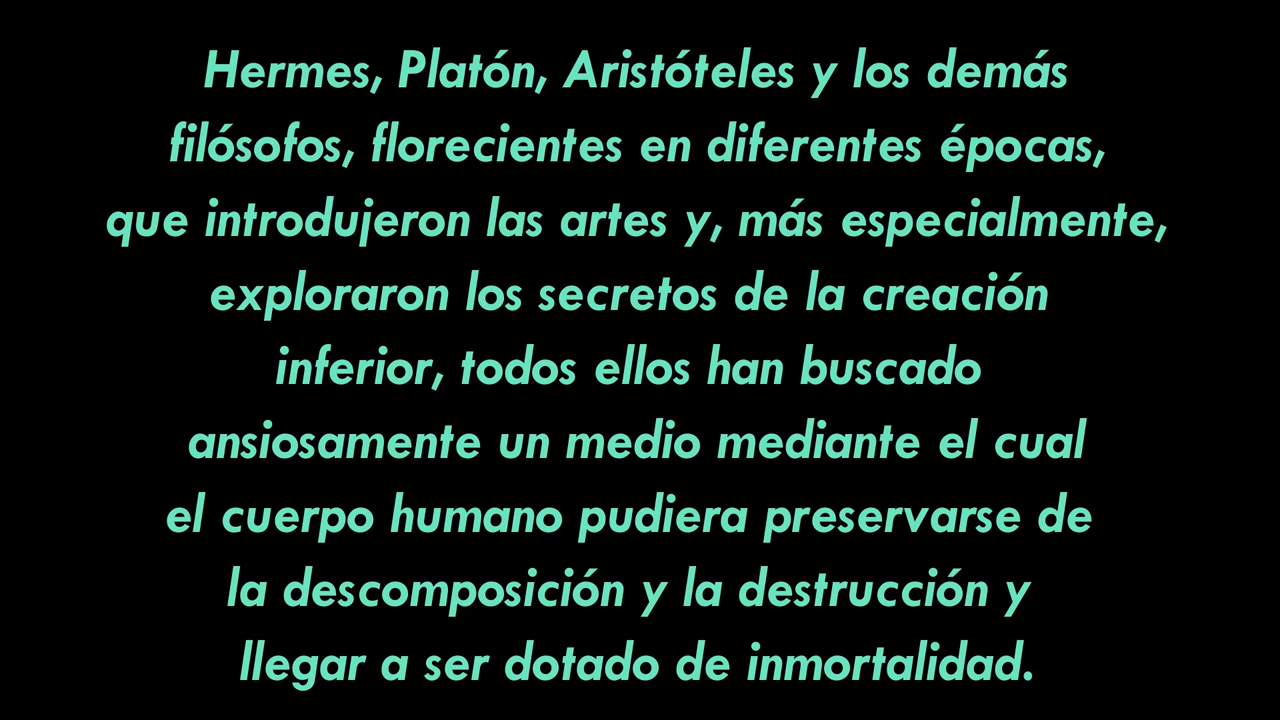 Hermes, Platón, Aristóteles y los demás
filósofos, florecientes en diferentes épocas,
que introdujeron las artes y, más especialmente,
exploraron los secretos de la creación
inferior, todos ellos han buscado
ansiosamente un medio mediante el cual
el cuerpo humano pudiera preservarse de
la descomposición y la destrucción y
llegar a ser dotado de inmortalidad.